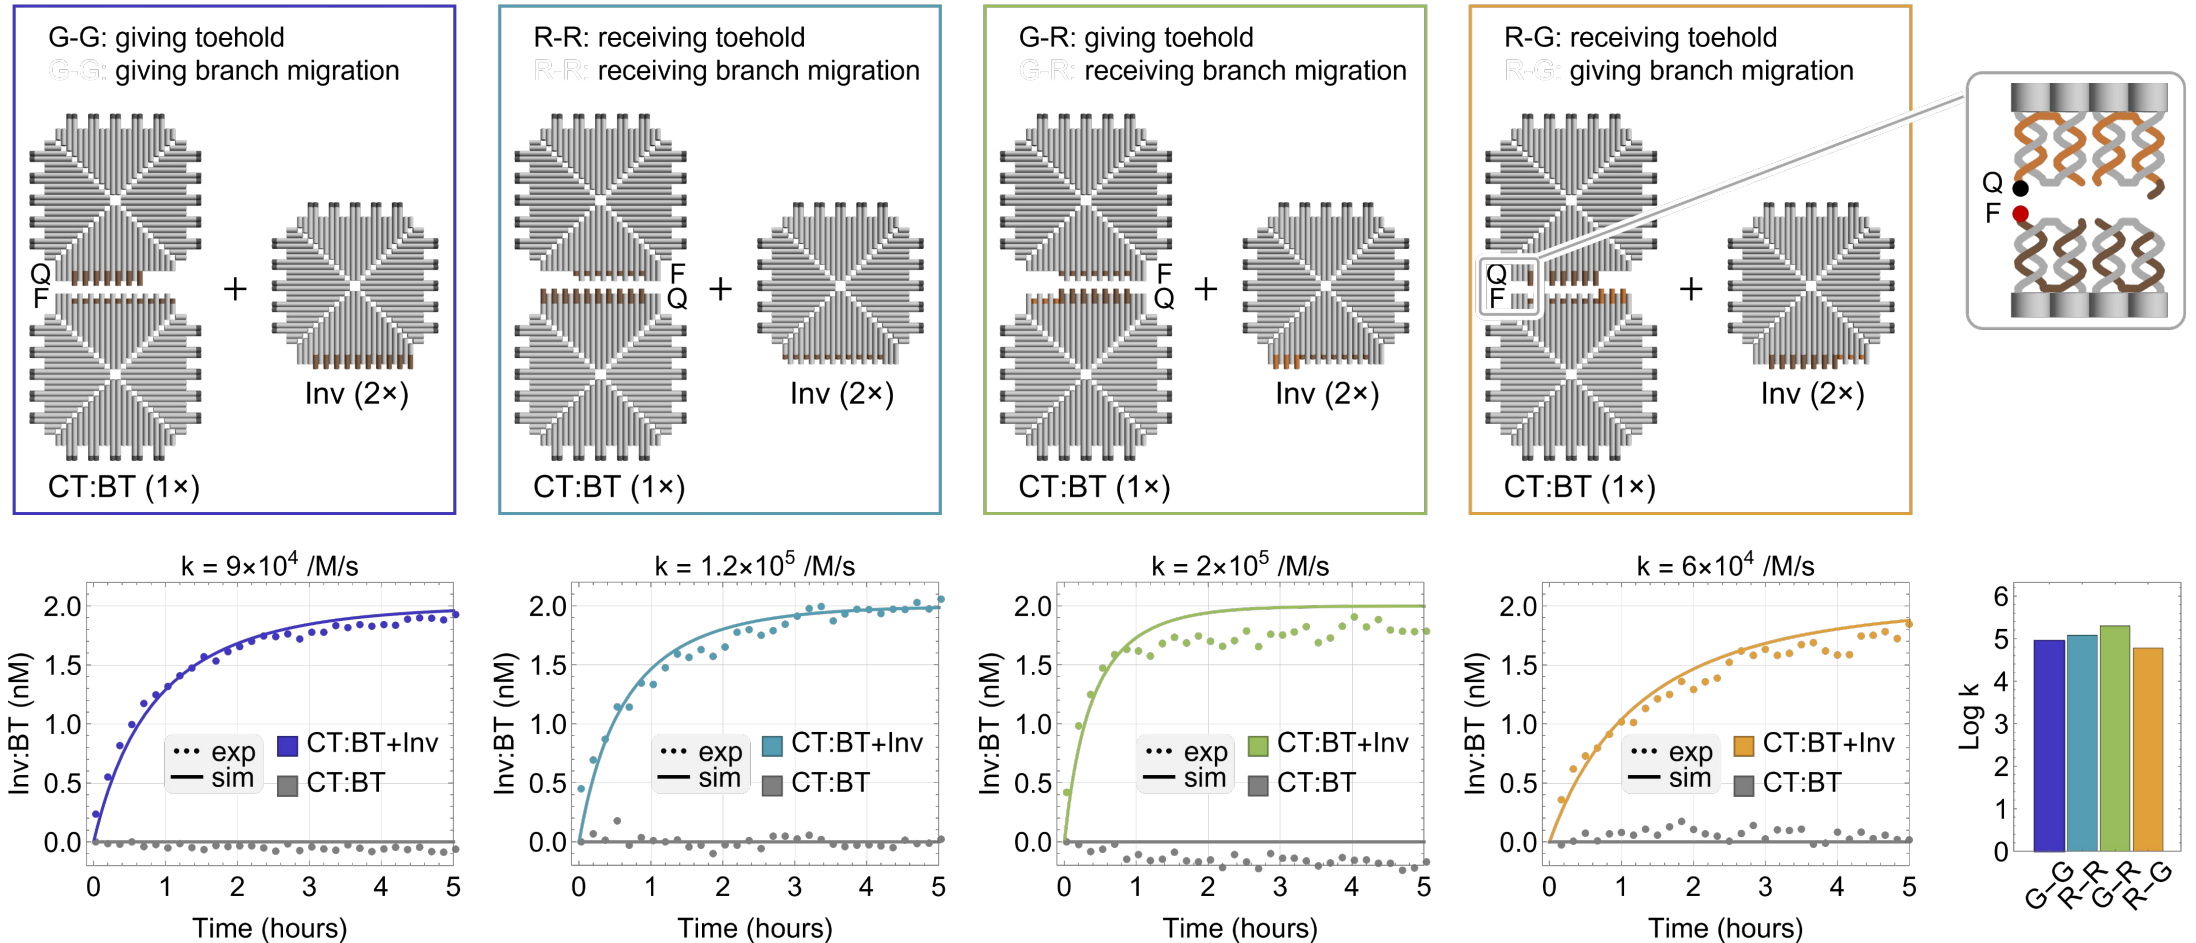 G-G: giving toehold
G-G: giving branch migration
Q
F
+
Inv (2×)
CT:BT (1×)
R-R: receiving toehold
R-R: receiving branch migration
F
Q
+
Inv (2×)
CT:BT (1×)
G-R: giving toehold
G-R: receiving branch migration
F
Q
+
Inv (2×)
CT:BT (1×)
R-G: receiving toehold
R-G: giving branch migration
Q
F
+
Inv (2×)
CT:BT (1×)
Q
F
k = 9×10⁴ /M/s
Inv:BT (nM)
2.0
1.5
1.0
0.5
0.0
exp
sim
CT:BT+Inv
CT:BT
0 1 2 3 4 5
Time (hours)
k = 1.2×10⁵ /M/s
Inv:BT (nM)
2.0
1.5
1.0
0.5
0.0
exp
sim
CT:BT+Inv
CT:BT
0 1 2 3 4 5
Time (hours)
k = 2×10⁵ /M/s
Inv:BT (nM)
2.0
1.5
1.0
0.5
0.0
exp
sim
CT:BT+Inv
CT:BT
0 1 2 3 4 5
Time (hours)
k = 6×10⁴ /M/s
Inv:BT (nM)
2.0
1.5
1.0
0.5
0.0
exp
sim
CT:BT+Inv
CT:BT
0 1 2 3 4 5
Time (hours)
Log k
6
5
4
3
2
1
0
G-G
R-R
G-R
R-G